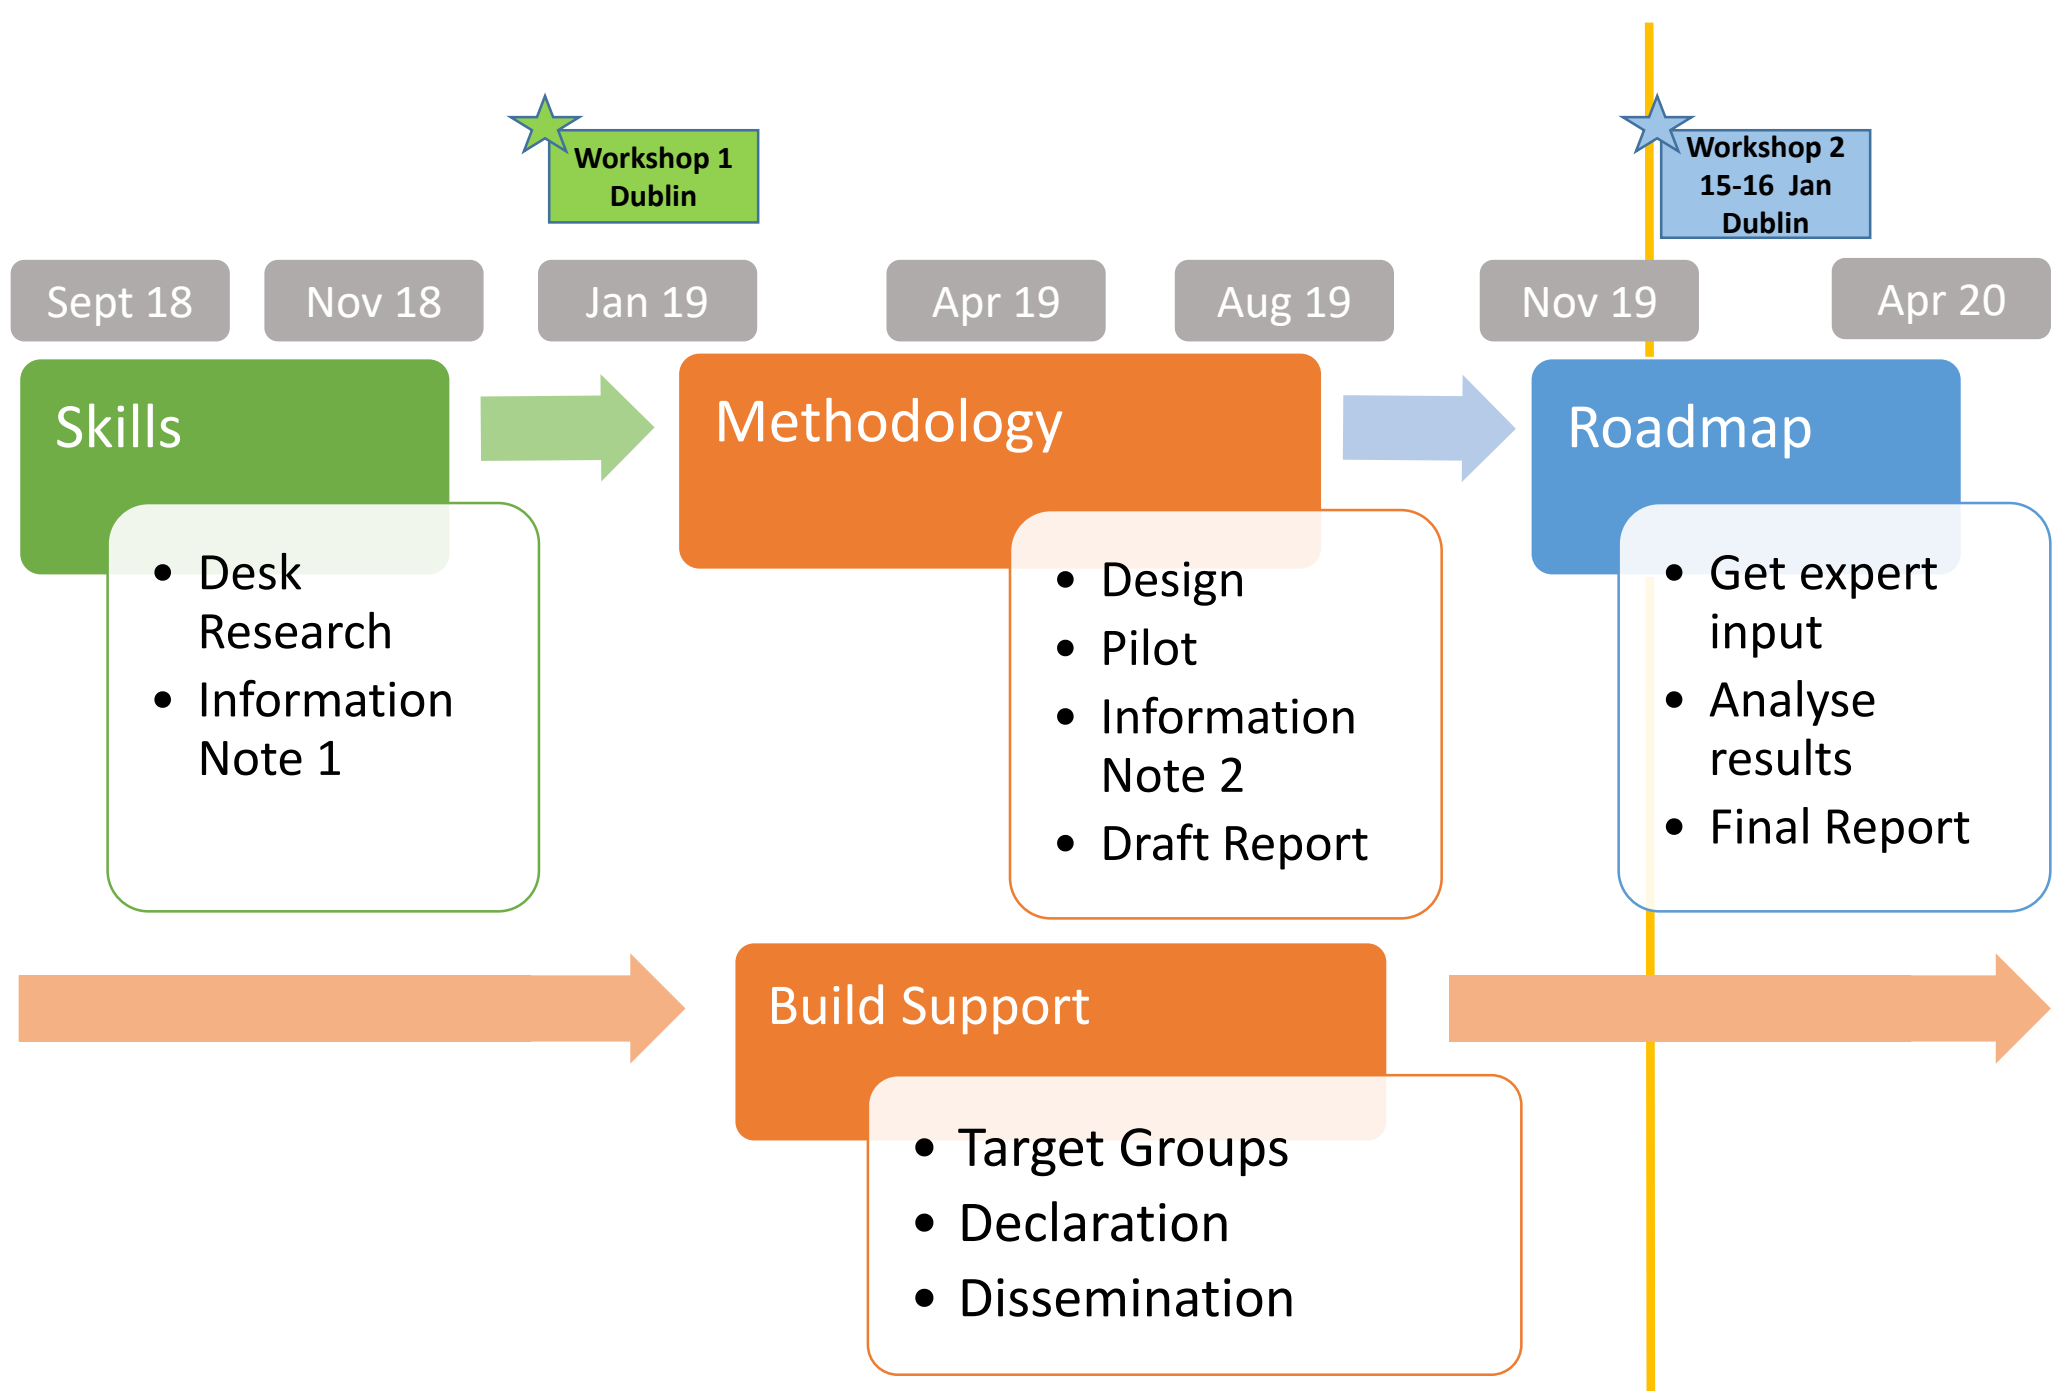 Workshop 1
Dublin
Workshop 2
15-16 Jan
Dublin
Sept 18
Nov 18
Jan 19
Apr 19
Aug 19
Nov 19
Apr 20
Skills
• Desk
Research
• Information
Note 1
Methodology
• Design
• Pilot
• Information
Note 2
• Draft Report
Roadmap
• Get expert
input
• Analyse
results
• Final Report
Build Support
• Target Groups
• Declaration
• Dissemination